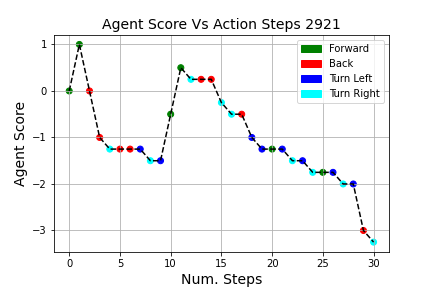 Agent Score Vs Action Steps 2921
Agent Score
1
0
−1
−2
−3
Forward
Back
Turn Left
Turn Right
0 5 10 15 20 25 30
Num. Steps